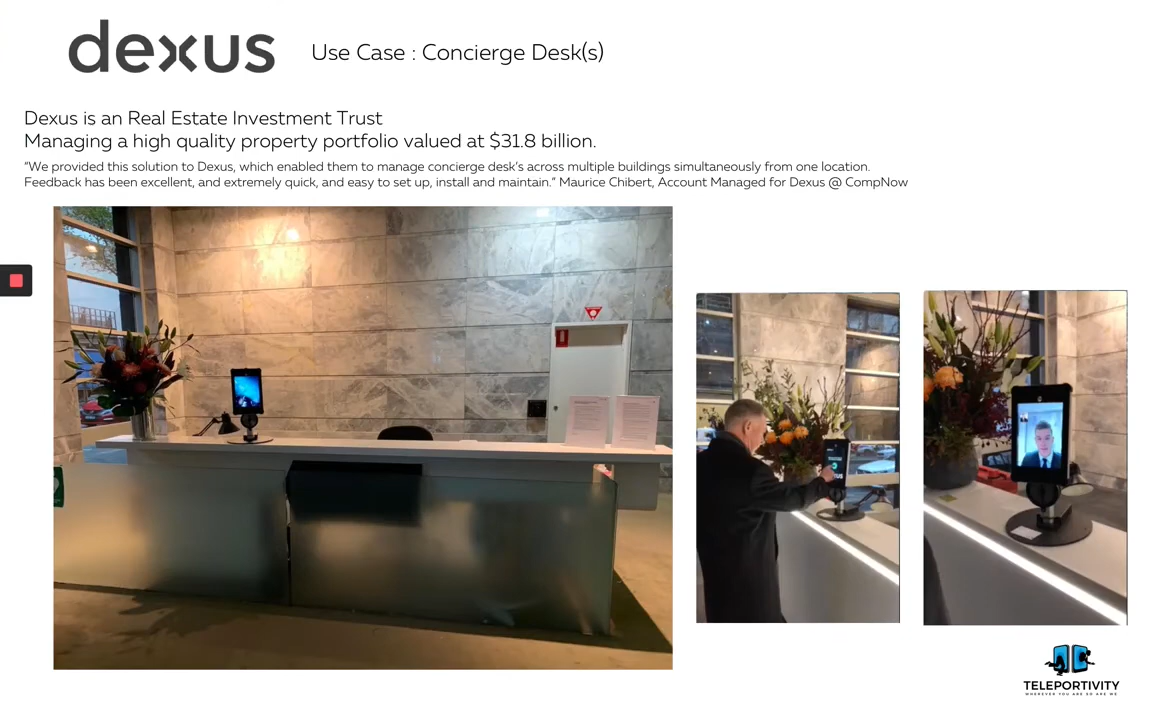 dexus
Use Case : Concierge Desk(s)
Dexus is an Real Estate Investment Trust
Managing a high quality property portfolio valued at $31.8 billion.
“We provided this solution to Dexus, which enabled them to manage concierge desk's across multiple buildings simultaneously from one location.
Feedback has been excellent, and extremely quick, and easy to set up, install and maintain.” Maurice Chibert, Account Managed for Dexus @ CompNow
TELEPORTIVITY
WHEREVER YOU ARE SO ARE WE